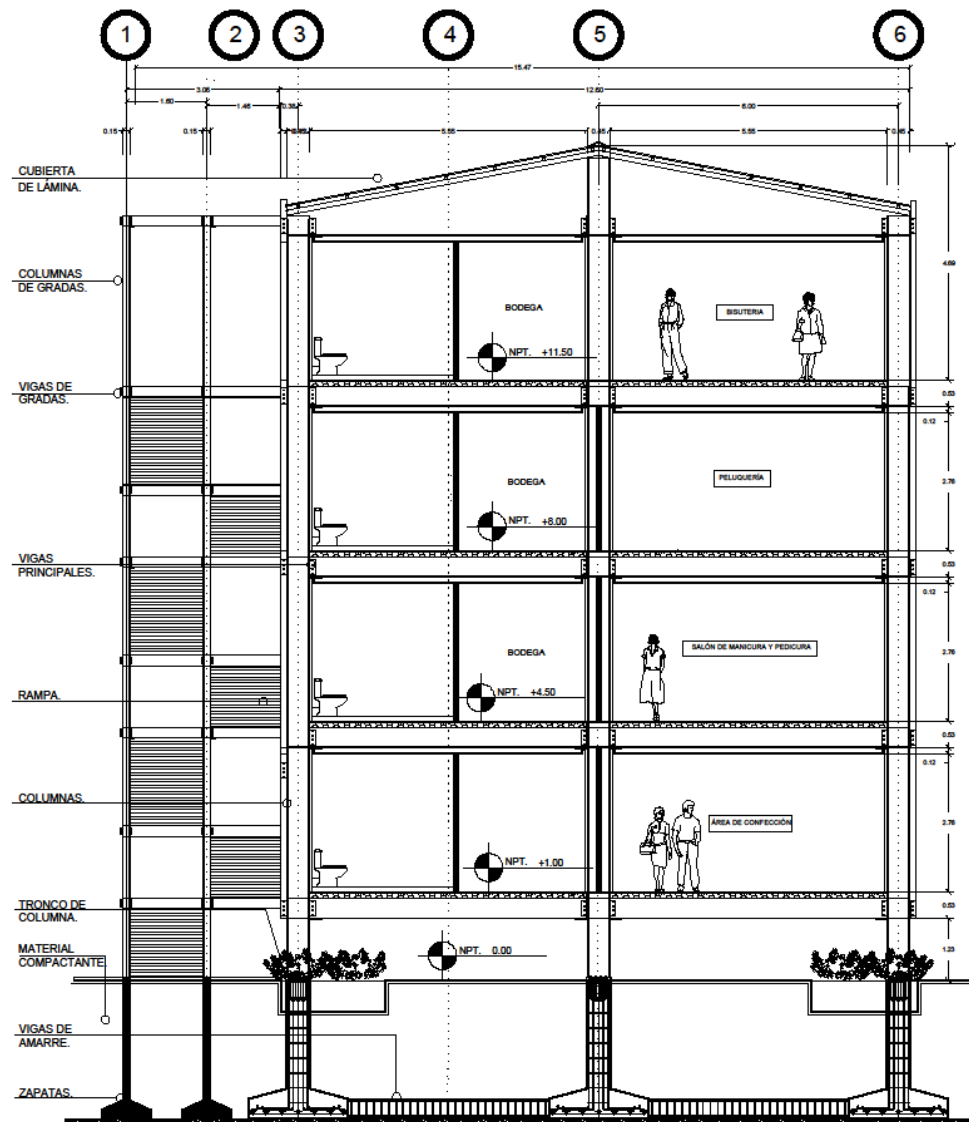 1 2 3 4 5 6
15.47
3.06 12.60
1.60 1.46 0.38 6.00
0.15 0.15 5.55 0.45 5.55 0.45
CUBIERTA
DE LÁMINA.
COLUMNAS
DE GRADAS.
4.69
BODEGA
BISUTERIA
NPT. +11.50
VIGAS DE
GRADAS.
0.53
0.12
BODEGA
PELUQUERÍA
2.76
NPT. +8.00
VIGAS
PRINCIPALES.
0.53
0.12
BODEGA
SALÓN DE MANICURA Y PEDICURA
2.76
RAMPA.
NPT. +4.50
0.53
0.12
COLUMNAS.
ÁREA DE CONFECCIÓN
2.76
NPT. +1.00
TRONCO DE
COLUMNA.
0.53
MATERIAL
COMPACTANTE.
NPT. 0.00
1.23
VIGAS DE
AMARRE.
ZAPATAS.